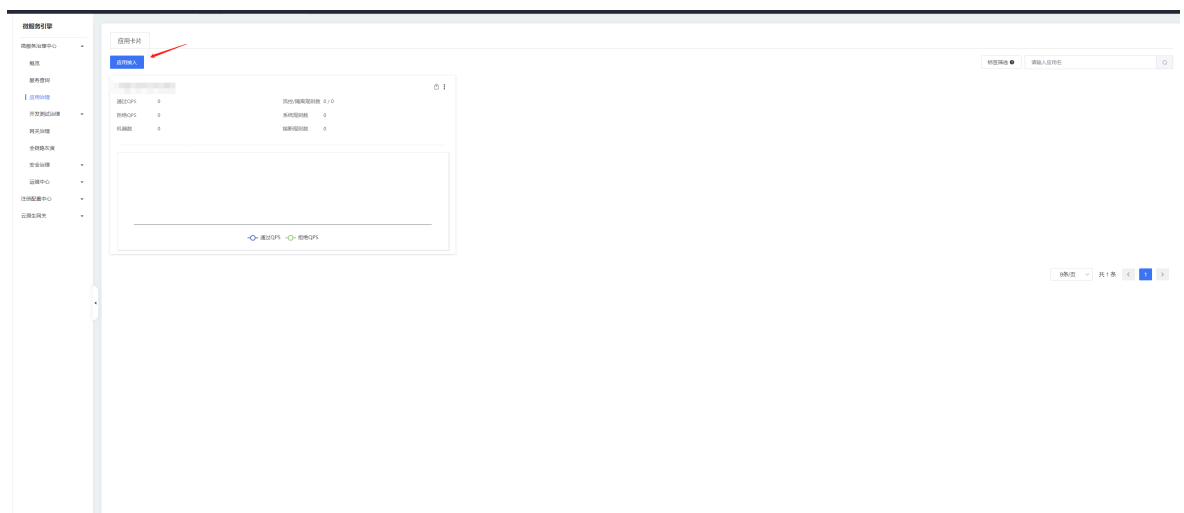 微服务引擎
微服务治理中心
概览
服务查询
应用治理
开发测试治理
网关治理
全链路灰度
安全治理
运维中心
注册配置中心
云原生网关
应用卡片
应用接入
标签筛选
请输入应用名
通过QPS 0 流控/隔离规则数 0 / 0
拒绝QPS 0 系统规则数 0
机器数 0 熔断规则数 0
通过QPS 拒绝QPS
9条/页 共 1 条 < 1 >